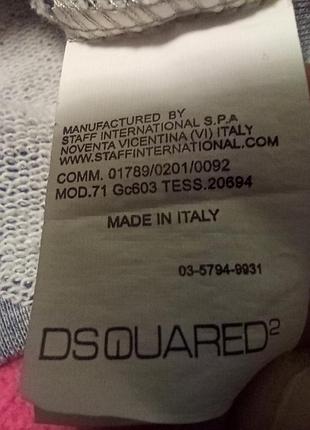 MANUFACTURED BY
STAFF INTERNATIONAL S.P.A
NOVENTA VICENTINA (VI) ITALY
WWW.STAFFINTERNATIONAL.COM
COMM. 01789/0201/0092
MOD.71 Gc603 TESS.20694
MADE IN ITALY
03-5794-9931
DSQUARED²